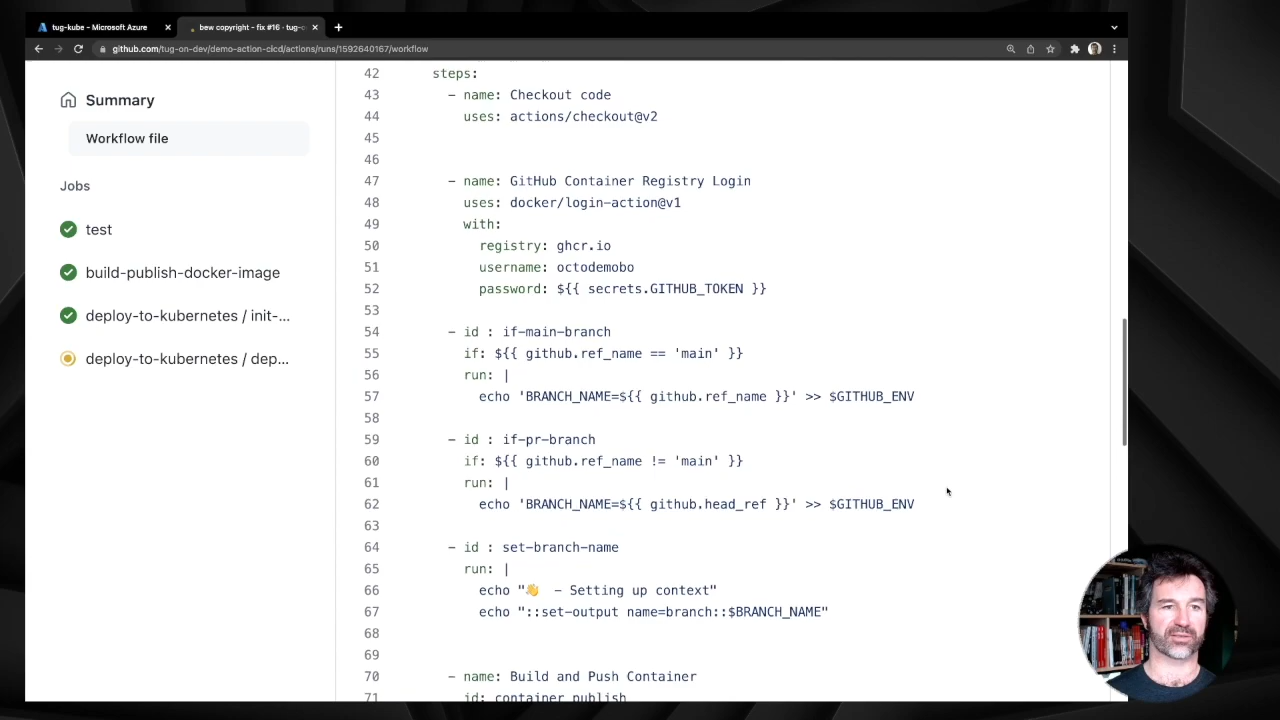 tug-kube - Microsoft Azure
bew copyright - fix #16 · tug-o
github.com/tug-on-dev/demo-action-cicd/actions/runs/1592640167/workflow
Summary
Workflow file
Jobs
test
build-publish-docker-image
deploy-to-kubernetes / init-...
deploy-to-kubernetes / dep...
42 steps:
43 - name: Checkout code
44 uses: actions/checkout@v2
45
46
47 - name: GitHub Container Registry Login
48 uses: docker/login-action@v1
49 with:
50 registry: ghcr.io
51 username: octodemobo
52 password: ${{ secrets.GITHUB_TOKEN }}
53
54 - id : if-main-branch
55 if: ${{ github.ref_name == 'main' }}
56 run: |
57 echo 'BRANCH_NAME=${{ github.ref_name }}' >> $GITHUB_ENV
58
59 - id : if-pr-branch
60 if: ${{ github.ref_name != 'main' }}
61 run: |
62 echo 'BRANCH_NAME=${{ github.head_ref }}' >> $GITHUB_ENV
63
64 - id : set-branch-name
65 run: |
66 echo "👋 - Setting up context"
67 echo "::set-output name=branch::$BRANCH_NAME"
68
69
70 - name: Build and Push Container
71 id: container_publish